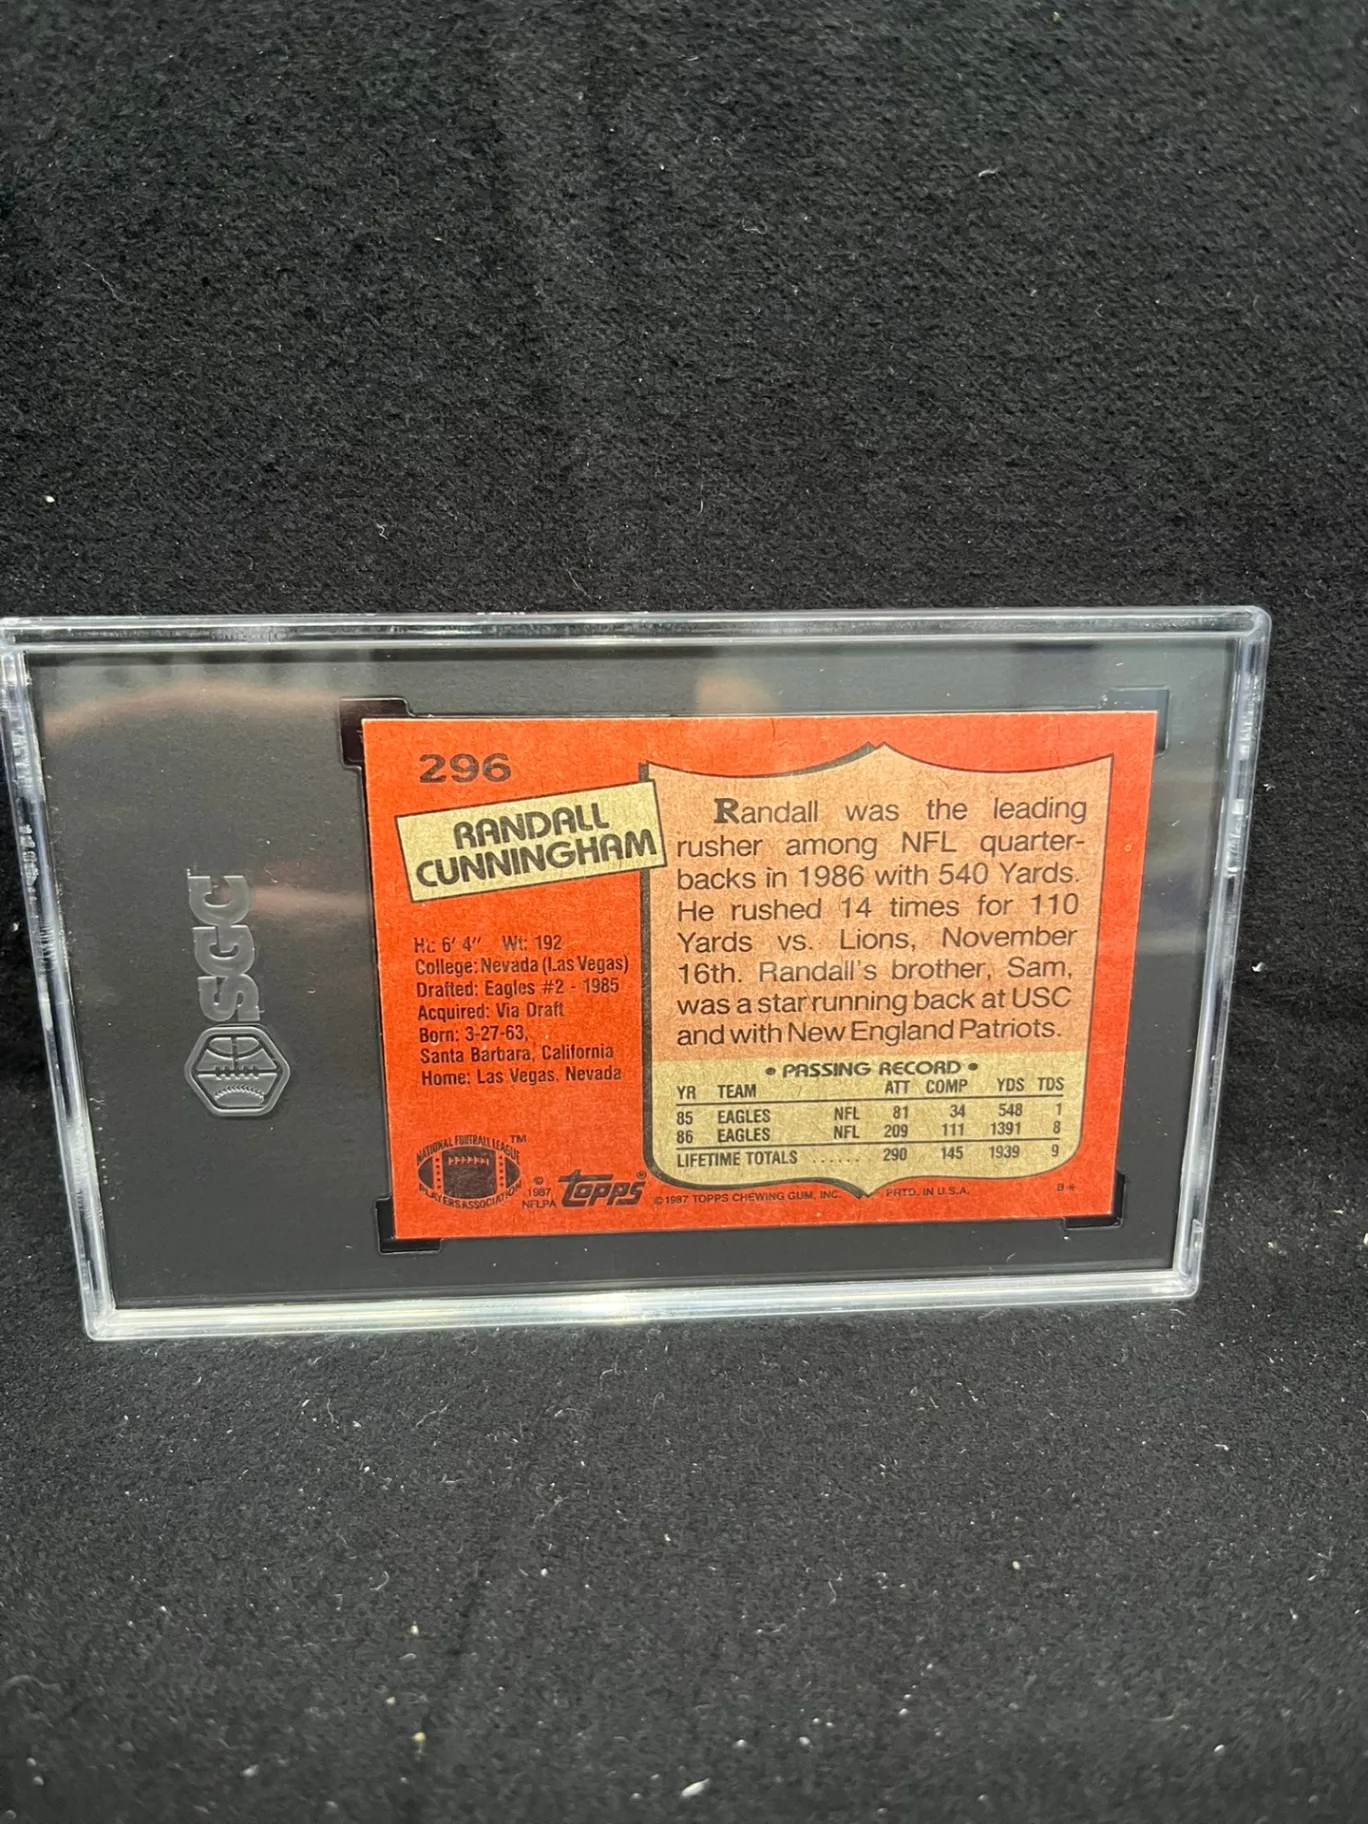 SGC
296
RANDALL
CUNNINGHAM
Ht: 6' 4" Wt: 192
College: Nevada (Las Vegas)
Drafted: Eagles #2 - 1985
Acquired: Via Draft
Born: 3-27-63,
Santa Barbara, California
Home: Las Vegas, Nevada
NATIONAL FOOTBALL LEAGUE ™
PLAYERS ASSOCIATION
© 1987
NFLPA
topps®
Randall was the leading
rusher among NFL quarter-
backs in 1986 with 540 Yards.
He rushed 14 times for 110
Yards vs. Lions, November
16th. Randall's brother, Sam,
was a star running back at USC
and with New England Patriots.
• PASSING RECORD •
YR TEAM ATT COMP YDS TDS
85 EAGLES NFL 81 34 548 1
86 EAGLES NFL 209 111 1391 8
LIFETIME TOTALS ...... 290 145 1939 9
© 1987 TOPPS CHEWING GUM, INC. PRTD. IN U.S.A. B*